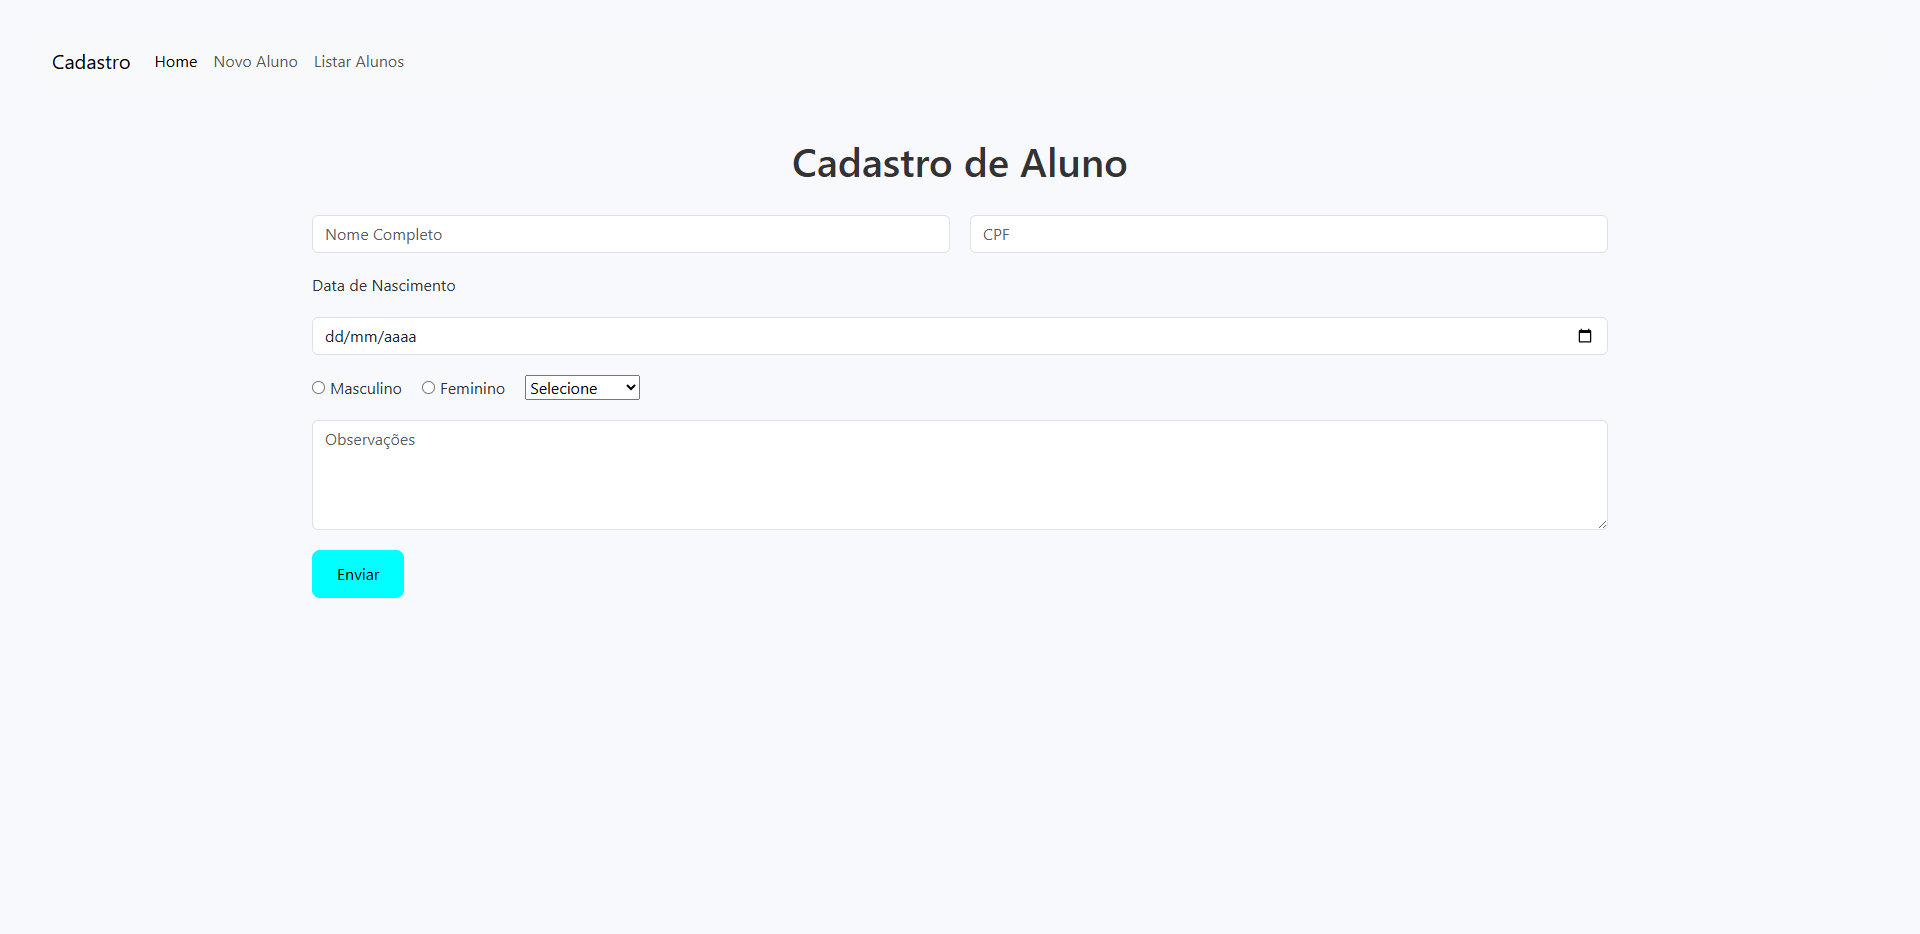 Cadastro Home Novo Aluno Listar Alunos
Cadastro de Aluno
Nome Completo CPF
Data de Nascimento
dd/mm/aaaa
Masculino Feminino Selecione
Observações
Enviar